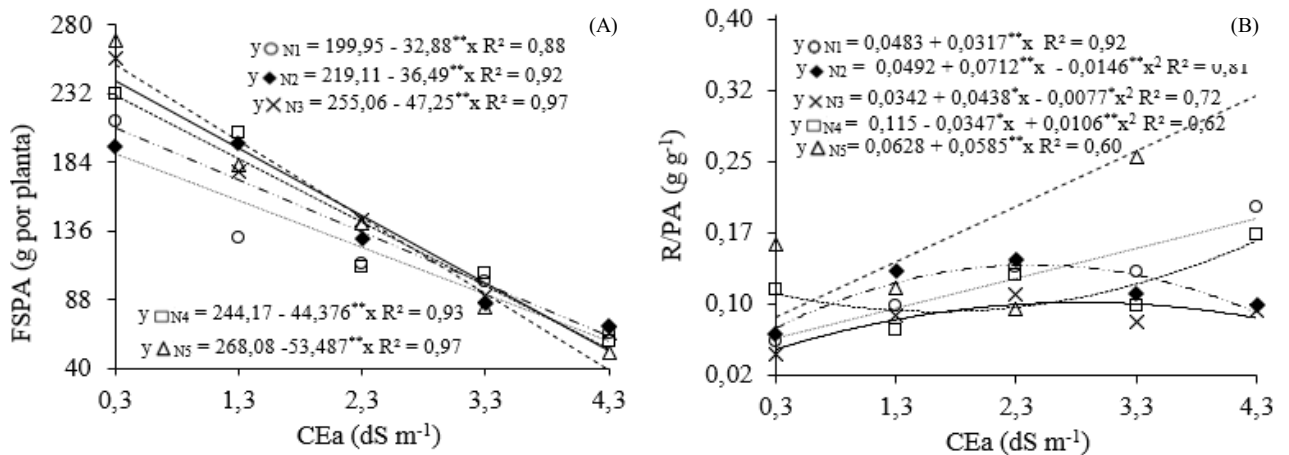 (A)
FSPA (g por planta)
280
232
184
136
88
40
y ○ N1 = 199,95 - 32,88**x R² = 0,88
y ◆ N2 = 219,11 - 36,49**x R² = 0,92
y × N3 = 255,06 - 47,25**x R² = 0,97
y □ N4 = 244,17 - 44,376**x R² = 0,93
y △ N5 = 268,08 -53,487**x R² = 0,97
0,3 1,3 2,3 3,3 4,3
CEa (dS m⁻¹)
(B)
R/PA (g g⁻¹)
0,40
0,32
0,25
0,17
0,10
0,02
y ○ N1 = 0,0483 + 0,0317**x R² = 0,92
y ◆ N2 = 0,0492 + 0,0712**x - 0,0146**x² R² = 0,81
y × N3 = 0,0342 + 0,0438*x - 0,0077*x² R² = 0,72
y □ N4 = 0,115 - 0,0347*x + 0,0106**x² R² = 0,62
y △ N5 = 0,0628 + 0,0585**x R² = 0,60
0,3 1,3 2,3 3,3 4,3
CEa (dS m⁻¹)